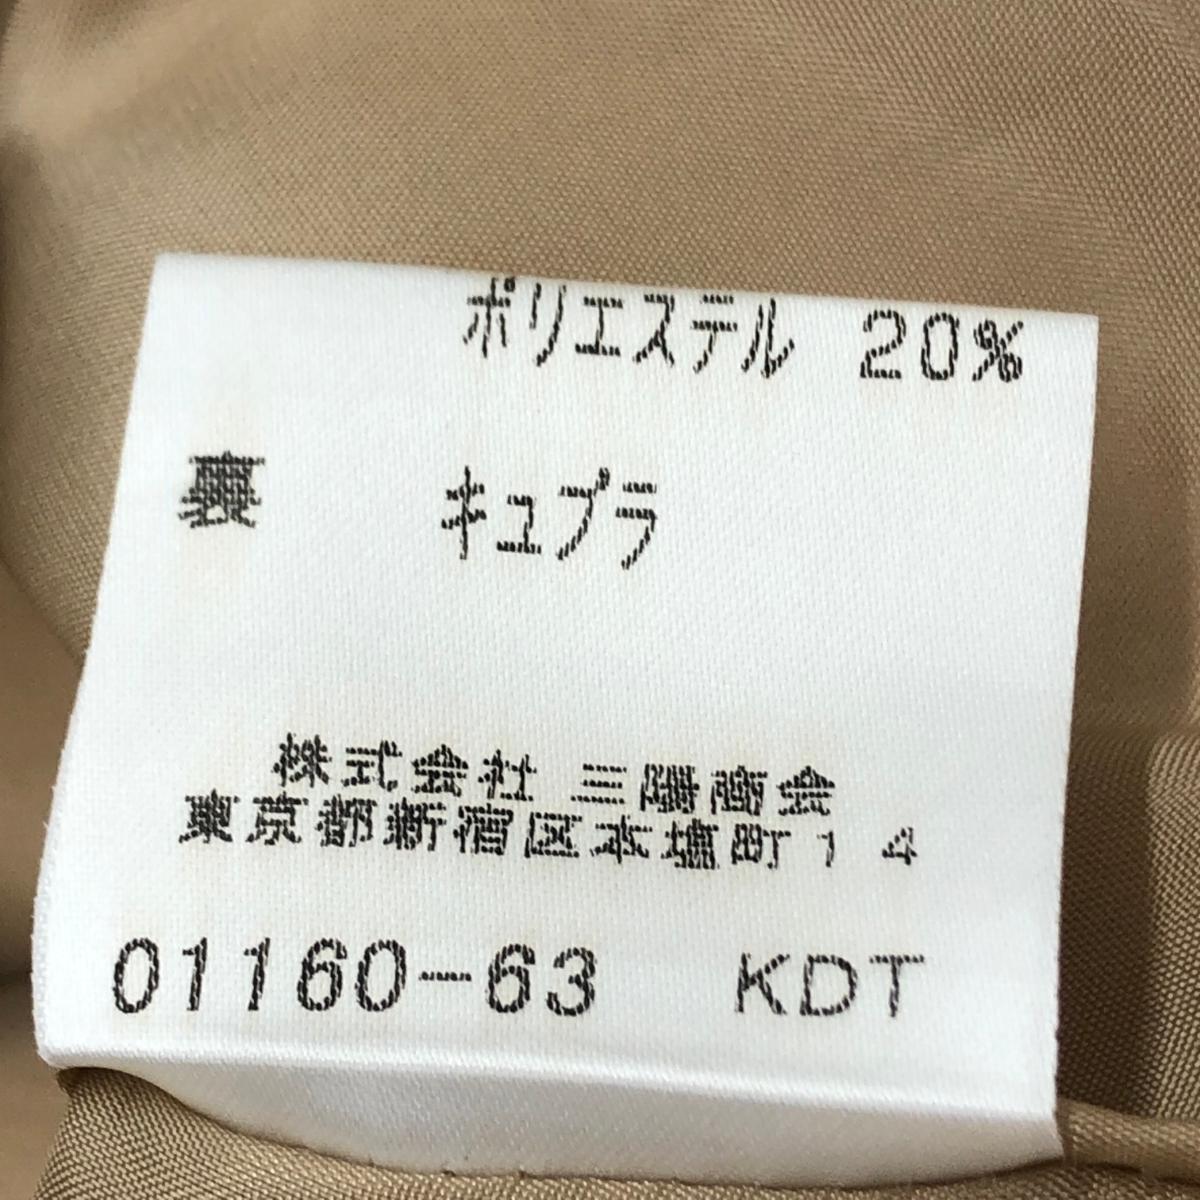 ポリエステル 20%
裏 キュプラ
株式会社 三陽商会
東京都新宿区本塩町14
01160-63 KDT